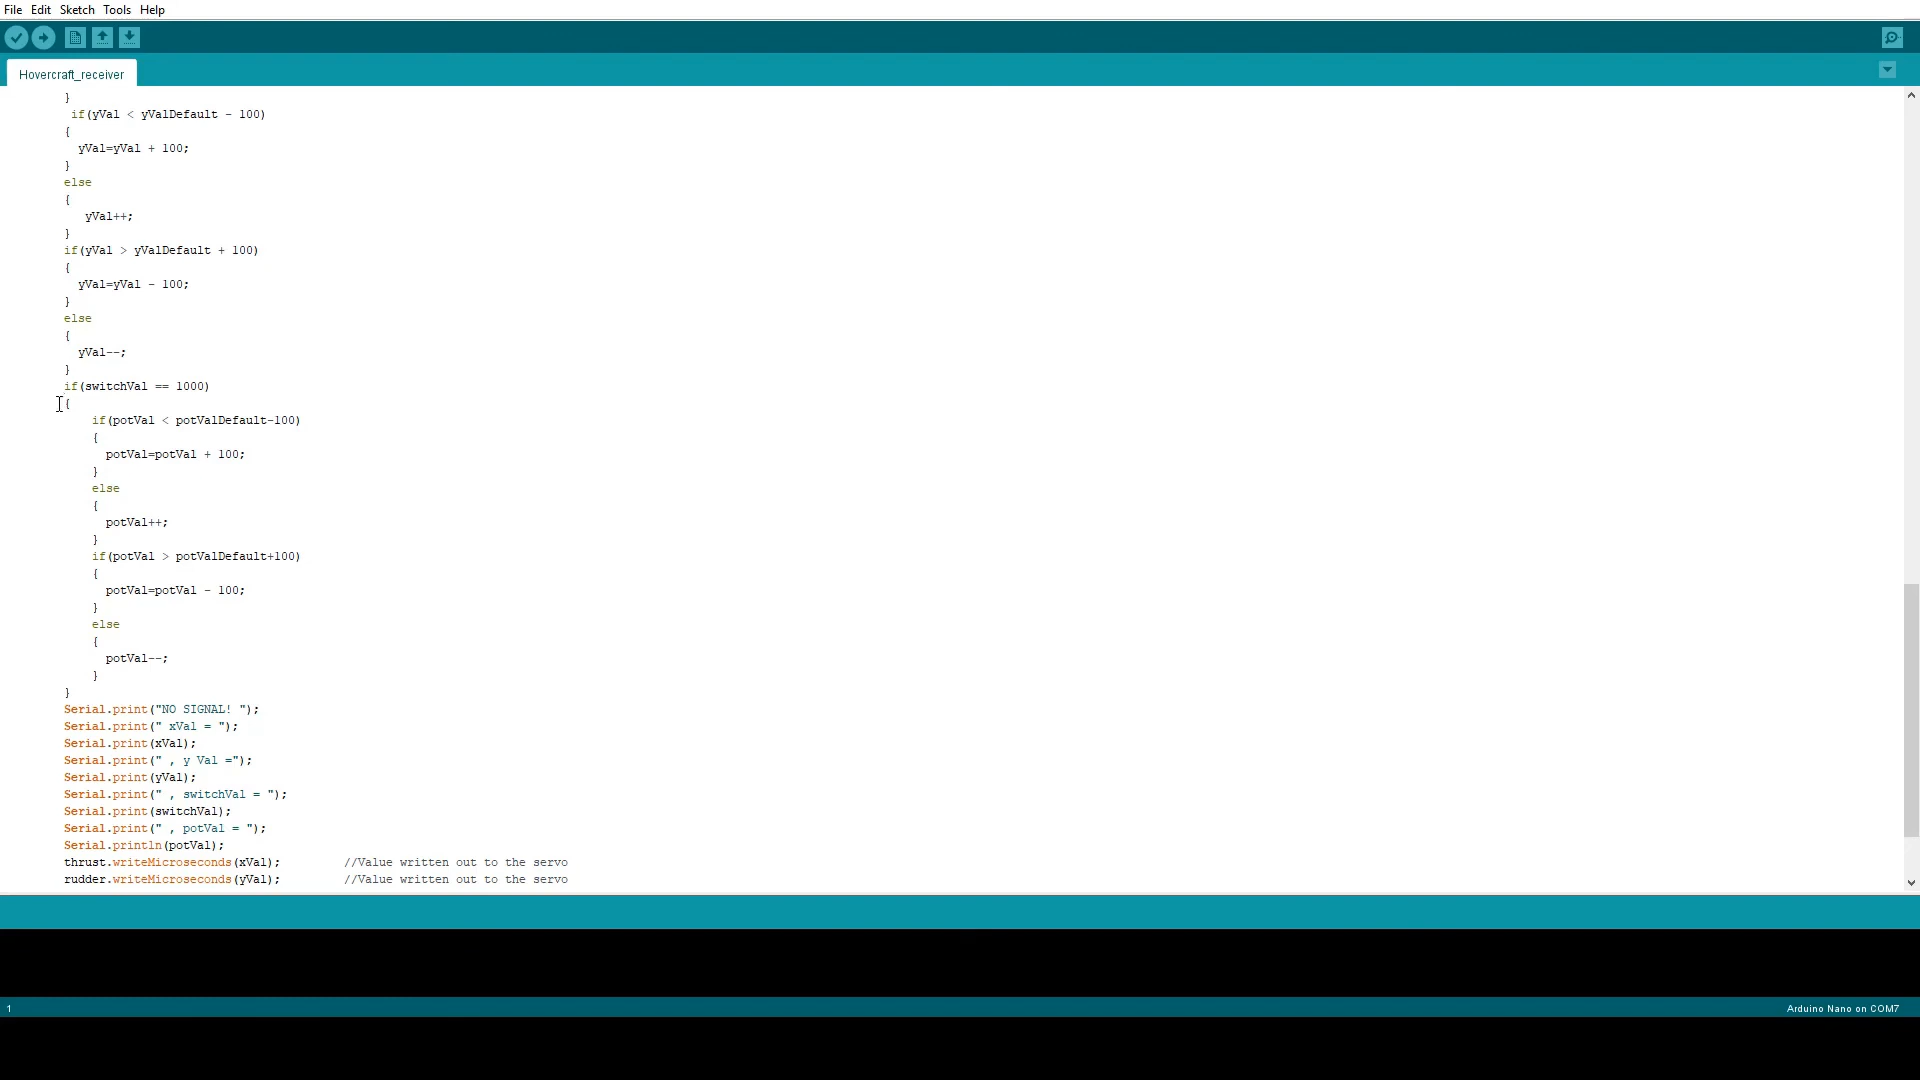 File Edit Sketch Tools Help
Hovercraft_receiver
}
if(yVal < yValDefault - 100)
{
yVal=yVal + 100;
}
else
{
yVal++;
}
if(yVal > yValDefault + 100)
{
yVal=yVal - 100;
}
else
{
yVal--;
}
if(switchVal == 1000)
{
if(potVal < potValDefault-100)
{
potVal=potVal + 100;
}
else
{
potVal++;
}
if(potVal > potValDefault+100)
{
potVal=potVal - 100;
}
else
{
potVal--;
}
}
Serial.print("NO SIGNAL! ");
Serial.print(" xVal = ");
Serial.print(xVal);
Serial.print(" , y Val =");
Serial.print(yVal);
Serial.print(" , switchVal = ");
Serial.print(switchVal);
Serial.print(" , potVal = ");
Serial.println(potVal);
thrust.writeMicroseconds(xVal); //Value written out to the servo
rudder.writeMicroseconds(yVal); //Value written out to the servo
1 Arduino Nano on COM7